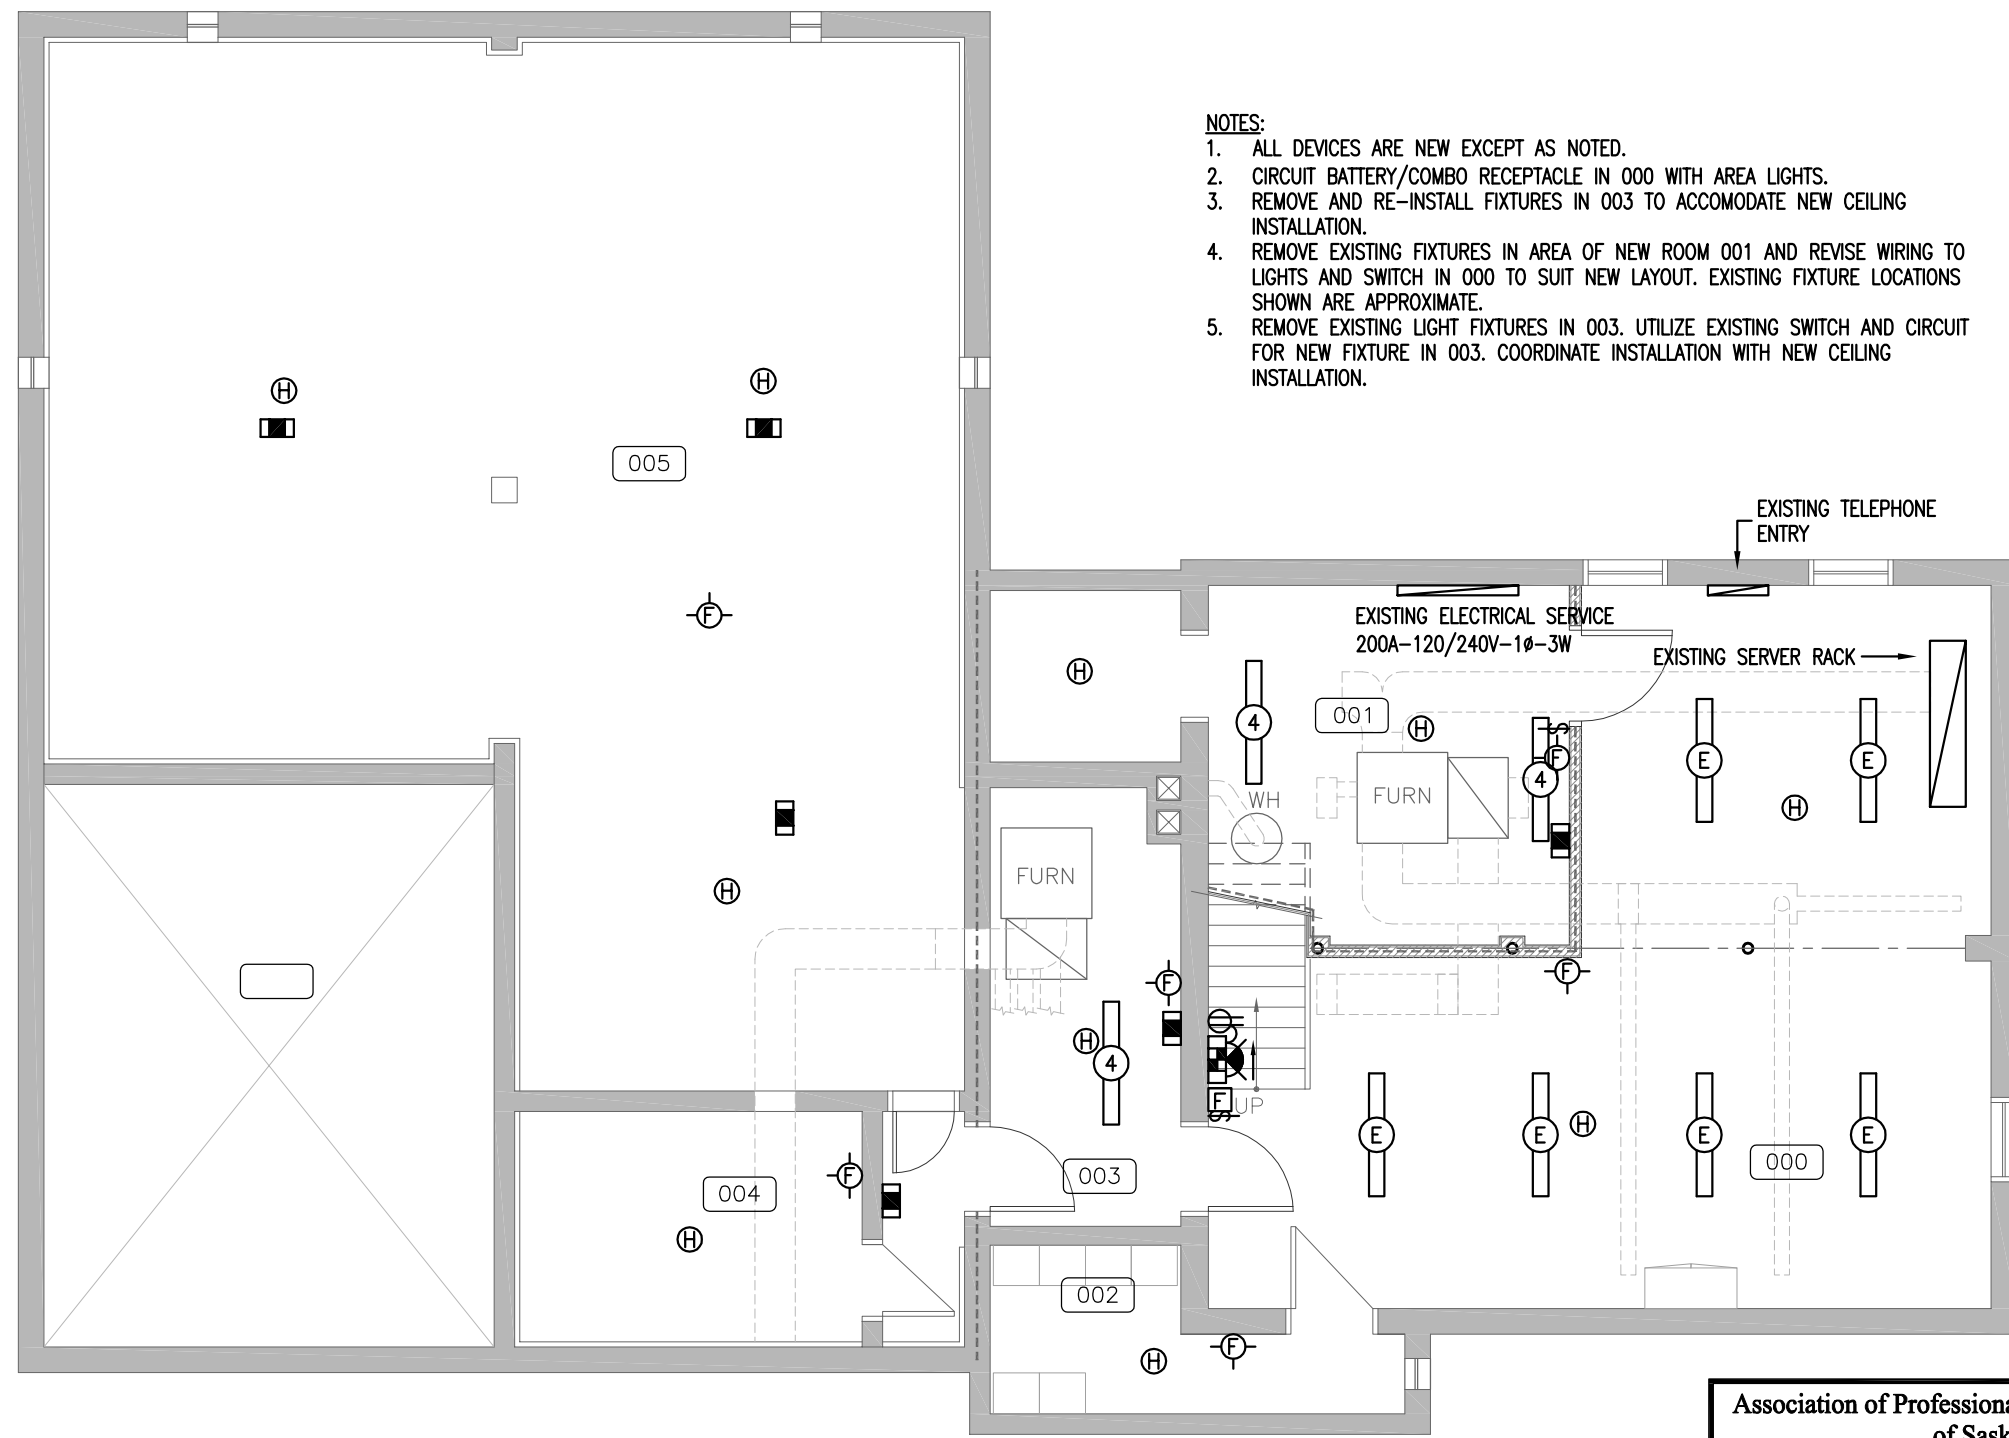 NOTES:
1. ALL DEVICES ARE NEW EXCEPT AS NOTED.
2. CIRCUIT BATTERY/COMBO RECEPTACLE IN 000 WITH AREA LIGHTS.
3. REMOVE AND RE-INSTALL FIXTURES IN 003 TO ACCOMODATE NEW CEILING
INSTALLATION.
4. REMOVE EXISTING FIXTURES IN AREA OF NEW ROOM 001 AND REVISE WIRING TO
LIGHTS AND SWITCH IN 000 TO SUIT NEW LAYOUT. EXISTING FIXTURE LOCATIONS
SHOWN ARE APPROXIMATE.
5. REMOVE EXISTING LIGHT FIXTURES IN 003. UTILIZE EXISTING SWITCH AND CIRCUIT
FOR NEW FIXTURE IN 003. COORDINATE INSTALLATION WITH NEW CEILING
INSTALLATION.
H
H
005
EXISTING TELEPHONE
ENTRY
F
EXISTING ELECTRICAL SERVICE
200A-120/240V-1ø-3W
EXISTING SERVER RACK
H
4
001
H
S
F
4
E
E
FURN
WH
H
FURN
H
F
F
H
4
F
S
UP
E
E
H
E
E
000
F
004
003
H
002
H
F
Association of Professiona
of Sask